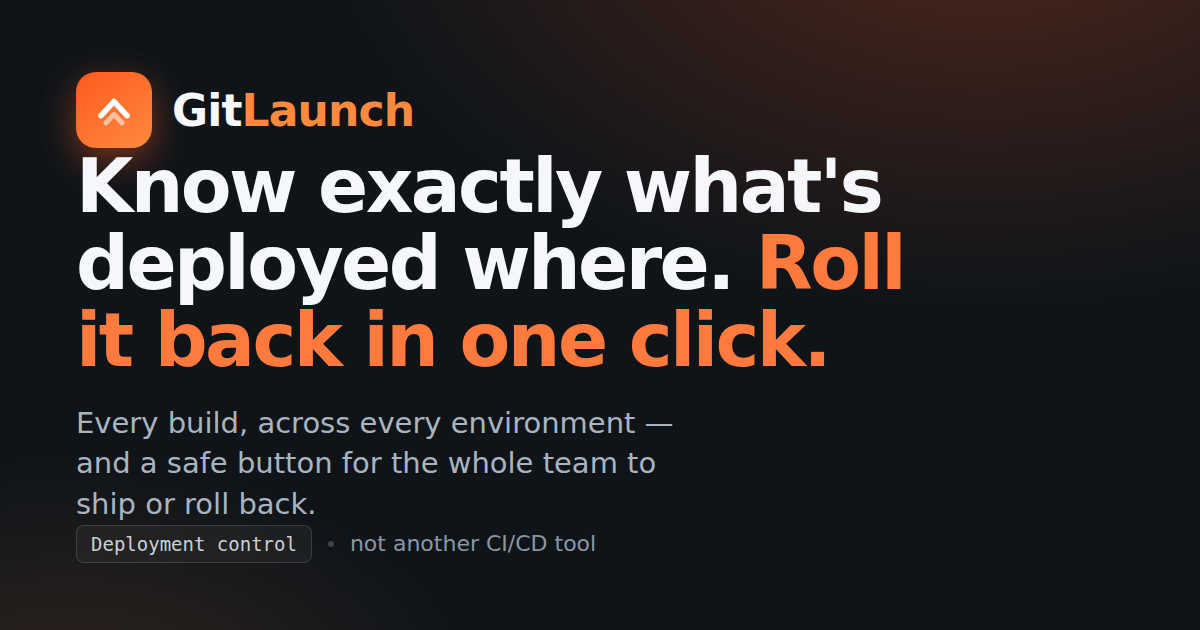 GitLaunch
Know exactly what's
deployed where. Roll
it back in one click.
Every build, across every environment —
and a safe button for the whole team to
ship or roll back.
Deployment control • not another CI/CD tool